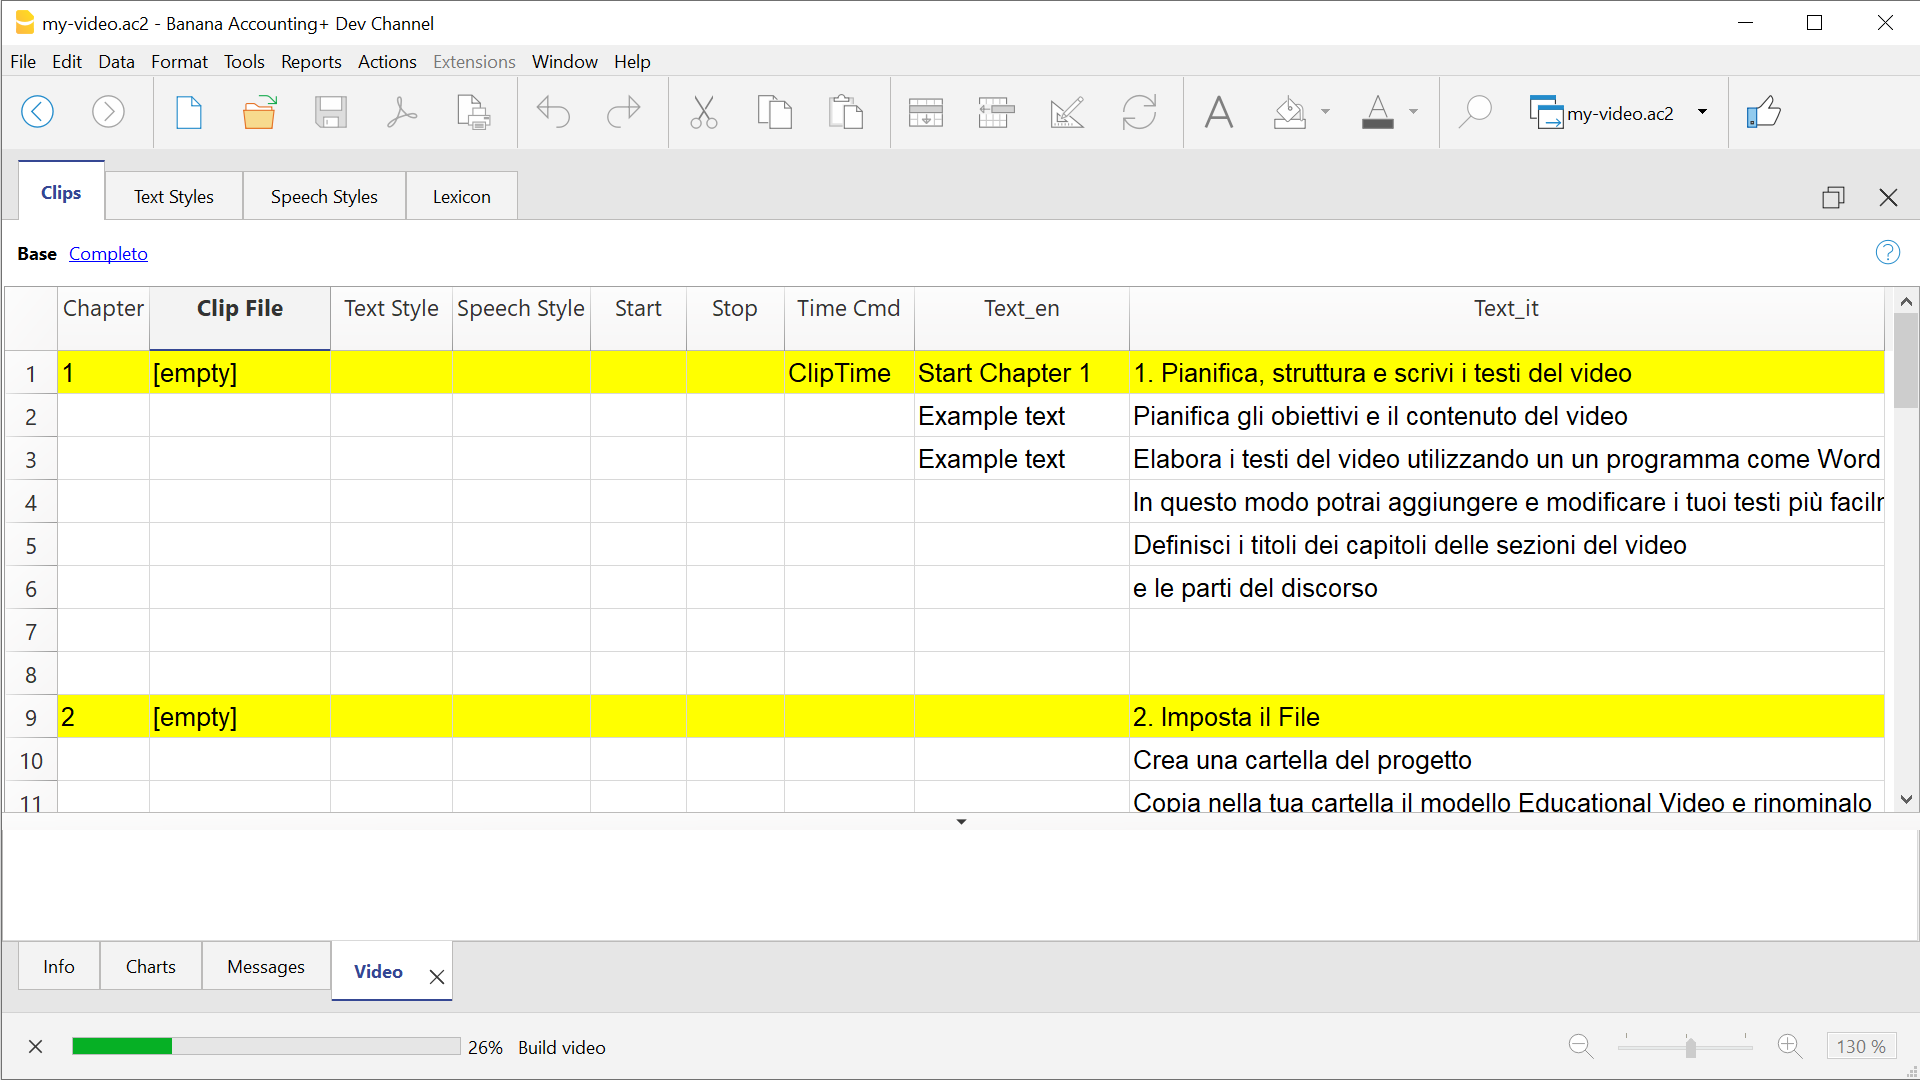 my-video.ac2 - Banana Accounting+ Dev Channel
File Edit Data Format Tools Reports Actions Extensions Window Help
my-video.ac2
Clips Text Styles Speech Styles Lexicon
Base Completo
Chapter Clip File Text Style Speech Style Start Stop Time Cmd Text_en Text_it
1 1 [empty] ClipTime Start Chapter 1 1. Pianifica, struttura e scrivi i testi del video
2 Example text Pianifica gli obiettivi e il contenuto del video
3 Example text Elabora i testi del video utilizzando un un programma come Word
4 In questo modo potrai aggiungere e modificare i tuoi testi più
5 Definisci i titoli dei capitoli delle sezioni del video
6 e le parti del discorso
7
8
9 2 [empty] 2. Imposta il File
10 Crea una cartella del progetto
11 Copia nella tua cartella il modello Educational Video e rinominalo
Info Charts Messages Video
26% Build video
130 %